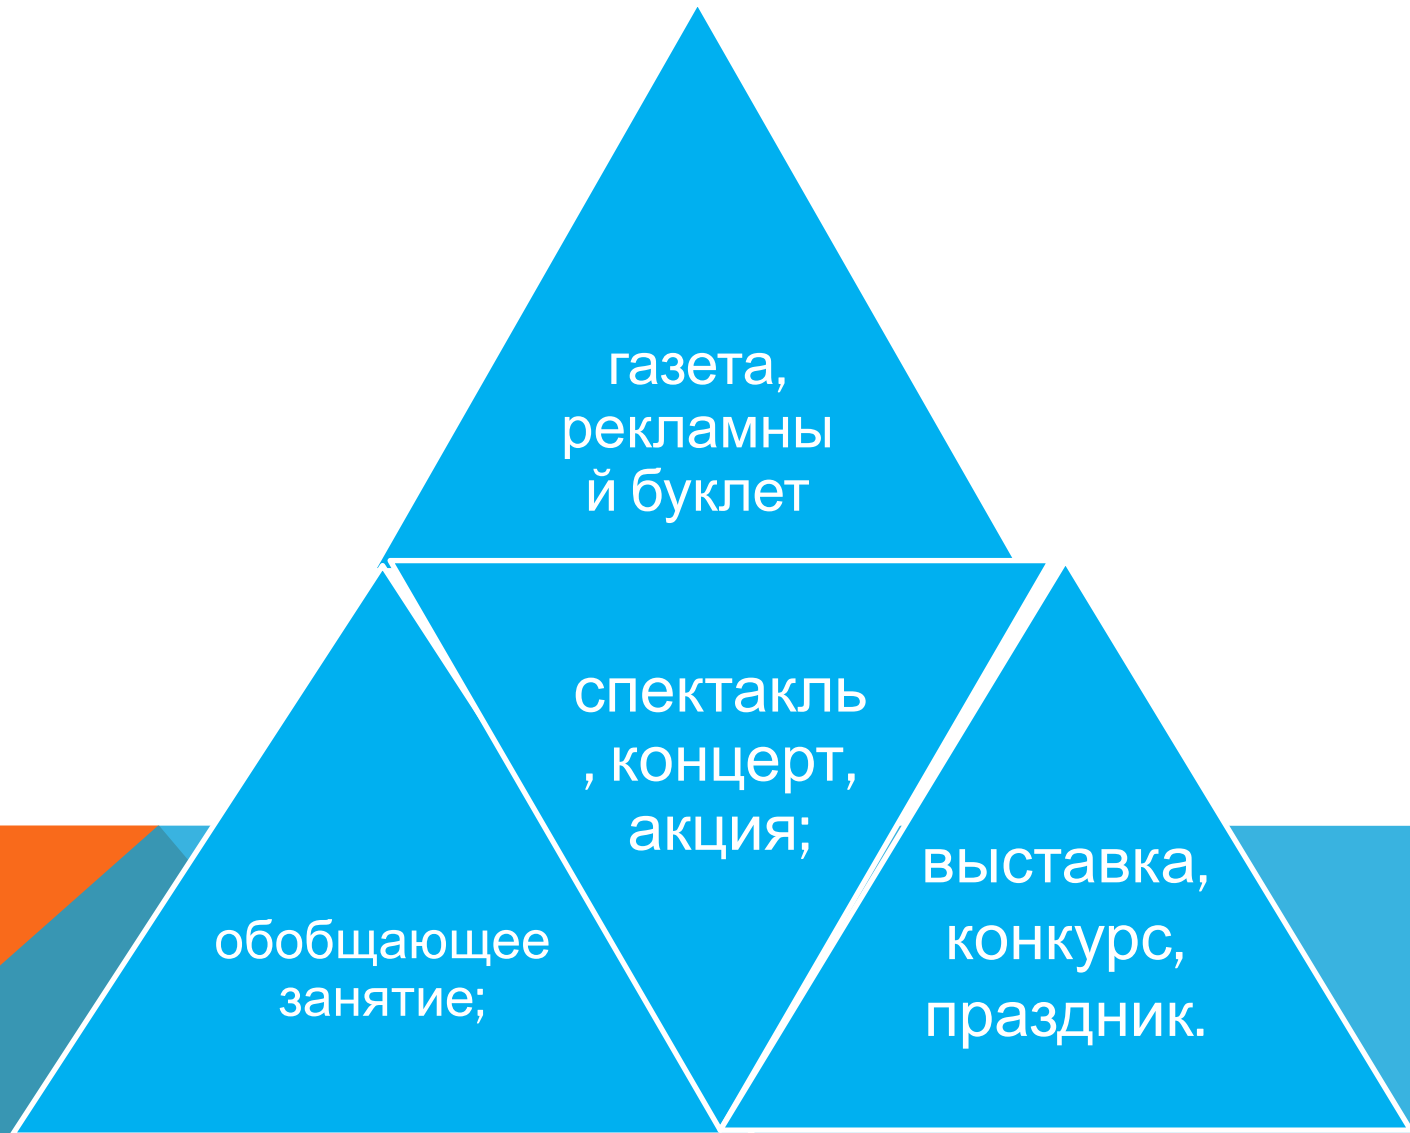 газета,
рекламны
й буклет
спектакль
, концерт,
акция;
обобщающее
занятие;
выставка,
конкурс,
праздник.